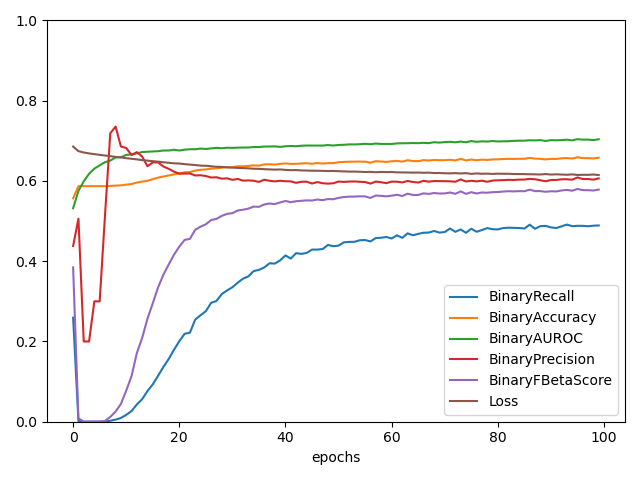 1.0
0.8
0.6
0.4
0.2
0.0
BinaryRecall
BinaryAccuracy
BinaryAUROC
BinaryPrecision
BinaryFBetaScore
Loss
0 20 40 60 80 100
epochs